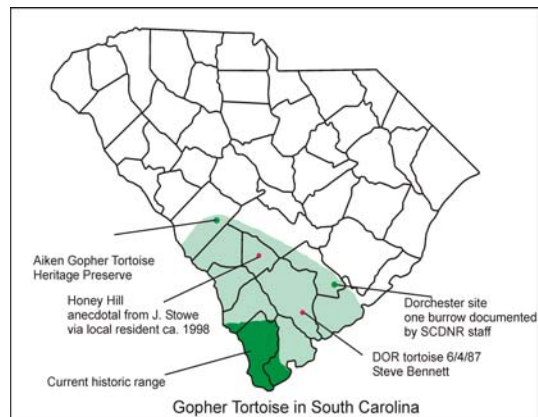 Aiken Gopher Tortoise
Heritage Preserve
Honey Hill
anecdotal from J. Stowe
via local resident ca. 1998
Current historic range
Dorchester site
one burrow documented
by SCDNR staff
DOR tortoise 6/4/87
Steve Bennett
Gopher Tortoise in South Carolina